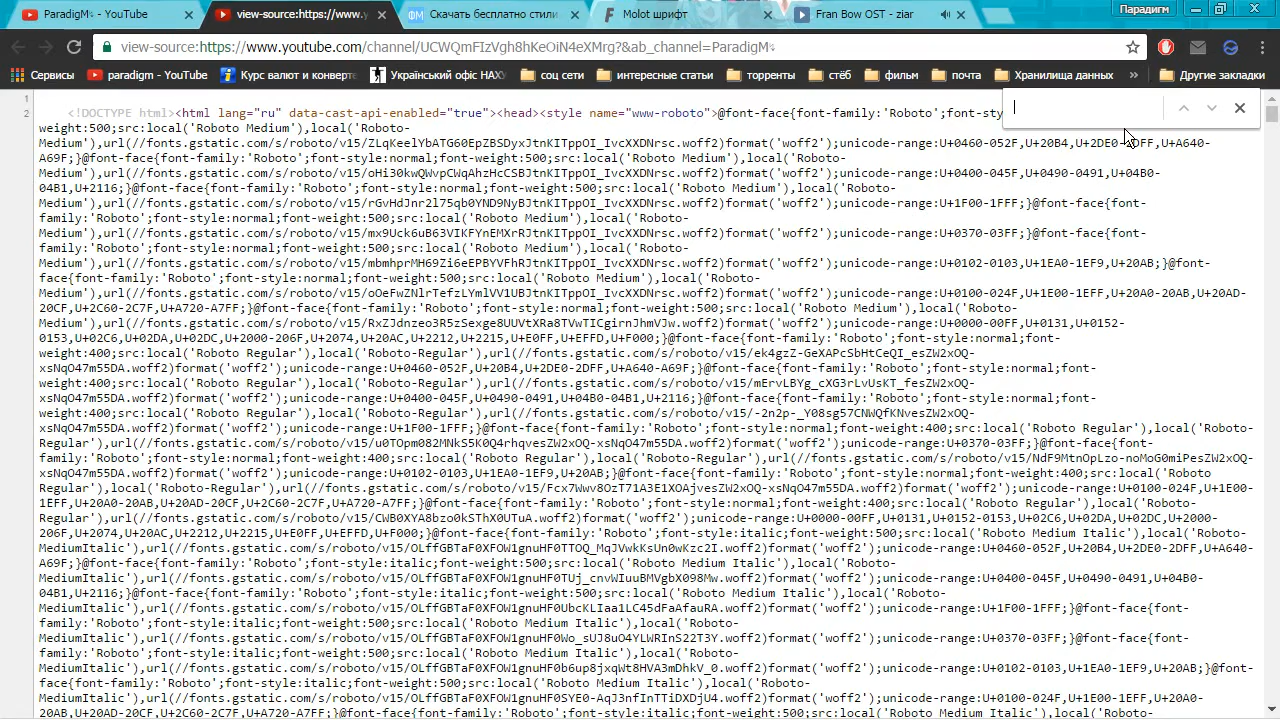 ParadigM - YouTube
view-source:https://www.y
Скачать бесплатно стили
Molot шрифт
Fran Bow OST - ziar
Парадигм
view-source:https://www.youtube.com/channel/UCWQmFIzVgh8hKeOiN4eXMrg?&ab_channel=ParadigM
Сервисы
paradigm - YouTube
Курс валют и конверте
Український офіс НАХУ
соц сети
интересные статьи
торренты
стёб
фильм
почта
Хранилища данных
»
Другие закладки
1
2
<!DOCTYPE html><html lang="ru" data-cast-api-enabled="true"><head><style name="www-roboto">@font-face{font-family:'Roboto';font-sty
weight:500;src:local('Roboto Medium'),local('Roboto-
Medium'),url(//fonts.gstatic.com/s/roboto/v15/ZLqKeelYbATG60EpZBSDyxJtnKITppOI_IvcXXDNrsc.woff2)format('woff2');unicode-range:U+0460-052F,U+20B4,U+2DE0-2DFF,U+A640-
A69F;}@font-face{font-family:'Roboto';font-style:normal;font-weight:500;src:local('Roboto Medium'),local('Roboto-
Medium'),url(//fonts.gstatic.com/s/roboto/v15/oHi30kwQWvpCWqAhzHcCSBJtnKITppOI_IvcXXDNrsc.woff2)format('woff2');unicode-range:U+0400-045F,U+0490-0491,U+04B0-
04B1,U+2116;}@font-face{font-family:'Roboto';font-style:normal;font-weight:500;src:local('Roboto Medium'),local('Roboto-
Medium'),url(//fonts.gstatic.com/s/roboto/v15/rGvHdJnr2l75qb0YND9NyBJtnKITppOI_IvcXXDNrsc.woff2)format('woff2');unicode-range:U+1F00-1FFF;}@font-face{font-
family:'Roboto';font-style:normal;font-weight:500;src:local('Roboto Medium'),local('Roboto-
Medium'),url(//fonts.gstatic.com/s/roboto/v15/mx9Uck6uB63VIKFYnEMXrRJtnKITppOI_IvcXXDNrsc.woff2)format('woff2');unicode-range:U+0370-03FF;}@font-face{font-
family:'Roboto';font-style:normal;font-weight:500;src:local('Roboto Medium'),local('Roboto-
Medium'),url(//fonts.gstatic.com/s/roboto/v15/mbmhprMH69Zi6eEPBYVFhRJtnKITppOI_IvcXXDNrsc.woff2)format('woff2');unicode-range:U+0102-0103,U+1EA0-1EF9,U+20AB;}@font-
face{font-family:'Roboto';font-style:normal;font-weight:500;src:local('Roboto Medium'),local('Roboto-
Medium'),url(//fonts.gstatic.com/s/roboto/v15/oOeFwZNlrTefzLYmlVV1UBJtnKITppOI_IvcXXDNrsc.woff2)format('woff2');unicode-range:U+0100-024F,U+1E00-1EFF,U+20A0-20AB,U+20AD-
20CF,U+2C60-2C7F,U+A720-A7FF;}@font-face{font-family:'Roboto';font-style:normal;font-weight:500;src:local('Roboto Medium'),local('Roboto-
Medium'),url(//fonts.gstatic.com/s/roboto/v15/RxZJdnzeo3R5zSexge8UUVtXRa8TVwTICgirnJhmVJw.woff2)format('woff2');unicode-range:U+0000-00FF,U+0131,U+0152-
0153,U+02C6,U+02DA,U+02DC,U+2000-206F,U+2074,U+20AC,U+2212,U+2215,U+E0FF,U+EFFD,U+F000;}@font-face{font-family:'Roboto';font-style:normal;font-
weight:400;src:local('Roboto Regular'),local('Roboto-Regular'),url(//fonts.gstatic.com/s/roboto/v15/ek4gzZ-GeXAPcSbHtCeQI_esZW2xOQ-
xsNqO47m55DA.woff2)format('woff2');unicode-range:U+0460-052F,U+20B4,U+2DE0-2DFF,U+A640-A69F;}@font-face{font-family:'Roboto';font-style:normal;font-
weight:400;src:local('Roboto Regular'),local('Roboto-Regular'),url(//fonts.gstatic.com/s/roboto/v15/mErvLBYg_cXG3rLvUsKT_fesZW2xOQ-
xsNqO47m55DA.woff2)format('woff2');unicode-range:U+0400-045F,U+0490-0491,U+04B0-04B1,U+2116;}@font-face{font-family:'Roboto';font-style:normal;font-
weight:400;src:local('Roboto Regular'),local('Roboto-Regular'),url(//fonts.gstatic.com/s/roboto/v15/-2n2p-_Y08sg57CNWQfKNvesZW2xOQ-
xsNqO47m55DA.woff2)format('woff2');unicode-range:U+1F00-1FFF;}@font-face{font-family:'Roboto';font-style:normal;font-weight:400;src:local('Roboto Regular'),local('Roboto-
Regular'),url(//fonts.gstatic.com/s/roboto/v15/u0TOpm082MNkS5K0Q4rhqvesZW2xOQ-xsNqO47m55DA.woff2)format('woff2');unicode-range:U+0370-03FF;}@font-face{font-
family:'Roboto';font-style:normal;font-weight:400;src:local('Roboto Regular'),local('Roboto-Regular'),url(//fonts.gstatic.com/s/roboto/v15/NdF9MtnOpLzo-noMoG0miPesZW2xOQ-
xsNqO47m55DA.woff2)format('woff2');unicode-range:U+0102-0103,U+1EA0-1EF9,U+20AB;}@font-face{font-family:'Roboto';font-style:normal;font-weight:400;src:local('Roboto
Regular'),local('Roboto-Regular'),url(//fonts.gstatic.com/s/roboto/v15/Fcx7Wwv8OzT71A3E1XOAjvesZW2xOQ-xsNqO47m55DA.woff2)format('woff2');unicode-range:U+0100-024F,U+1E00-
1EFF,U+20A0-20AB,U+20AD-20CF,U+2C60-2C7F,U+A720-A7FF;}@font-face{font-family:'Roboto';font-style:normal;font-weight:400;src:local('Roboto Regular'),local('Roboto-
Regular'),url(//fonts.gstatic.com/s/roboto/v15/CWB0XYA8bzo0kSThX0UTuA.woff2)format('woff2');unicode-range:U+0000-00FF,U+0131,U+0152-0153,U+02C6,U+02DA,U+02DC,U+2000-
206F,U+2074,U+20AC,U+2212,U+2215,U+E0FF,U+EFFD,U+F000;}@font-face{font-family:'Roboto';font-style:italic;font-weight:500;src:local('Roboto Medium Italic'),local('Roboto-
MediumItalic'),url(//fonts.gstatic.com/s/roboto/v15/OLffGBTaF0XFOW1gnuHF0TTOQ_MqJVwkKsUn0wKzc2I.woff2)format('woff2');unicode-range:U+0460-052F,U+20B4,U+2DE0-2DFF,U+A640-
A69F;}@font-face{font-family:'Roboto';font-style:italic;font-weight:500;src:local('Roboto Medium Italic'),local('Roboto-
MediumItalic'),url(//fonts.gstatic.com/s/roboto/v15/OLffGBTaF0XFOW1gnuHF0TUj_cnvWIuuBMVgbX098Mw.woff2)format('woff2');unicode-range:U+0400-045F,U+0490-0491,U+04B0-
04B1,U+2116;}@font-face{font-family:'Roboto';font-style:italic;font-weight:500;src:local('Roboto Medium Italic'),local('Roboto-
MediumItalic'),url(//fonts.gstatic.com/s/roboto/v15/OLffGBTaF0XFOW1gnuHF0UbcKLIaa1LC45dFaAfauRA.woff2)format('woff2');unicode-range:U+1F00-1FFF;}@font-face{font-
family:'Roboto';font-style:italic;font-weight:500;src:local('Roboto Medium Italic'),local('Roboto-
MediumItalic'),url(//fonts.gstatic.com/s/roboto/v15/OLffGBTaF0XFOW1gnuHF0Wo_sUJ8uO4YLWRInS22T3Y.woff2)format('woff2');unicode-range:U+0370-03FF;}@font-face{font-
family:'Roboto';font-style:italic;font-weight:500;src:local('Roboto Medium Italic'),local('Roboto-
MediumItalic'),url(//fonts.gstatic.com/s/roboto/v15/OLffGBTaF0XFOW1gnuHF0b6up8jxqWt8HVA3mDhkV_0.woff2)format('woff2');unicode-range:U+0102-0103,U+1EA0-1EF9,U+20AB;}@font-
face{font-family:'Roboto';font-style:italic;font-weight:500;src:local('Roboto Medium Italic'),local('Roboto-
MediumItalic'),url(//fonts.gstatic.com/s/roboto/v15/OLffGBTaF0XFOW1gnuHF0SYE0-AqJ3nfInTTiDXDjU4.woff2)format('woff2');unicode-range:U+0100-024F,U+1E00-1EFF,U+20A0-
20AB,U+20AD-20CF,U+2C60-2C7F,U+A720-A7FF;}@font-face{font-family:'Roboto';font-style:italic;font-weight:500;src:local('Roboto Medium Italic'),local('Roboto-